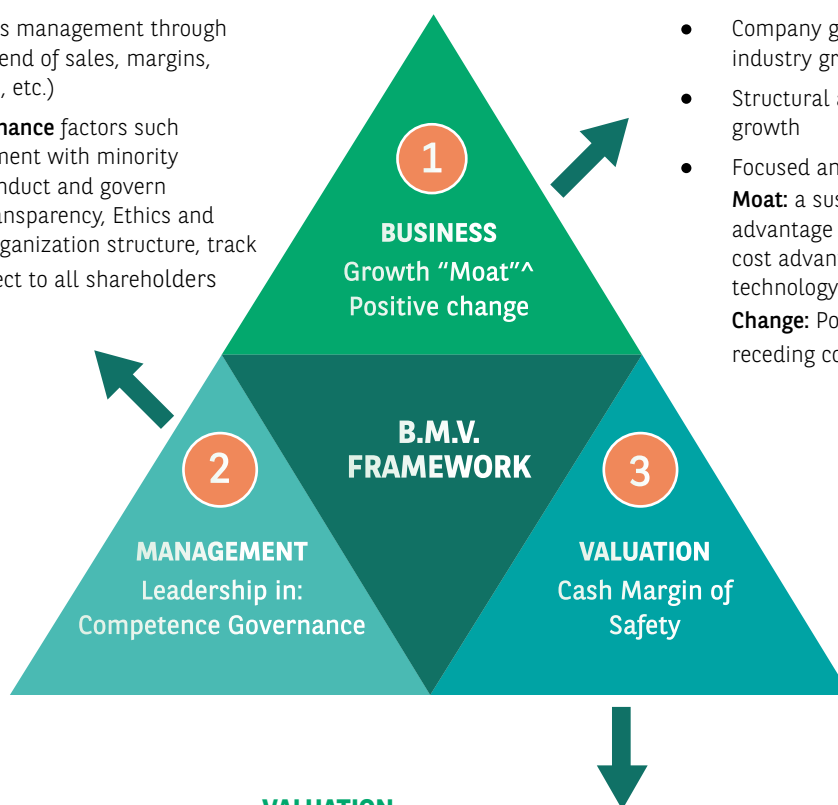 s management through
end of sales, margins,
, etc.)
nance factors such
ment with minority
nduct and govern
ansparency, Ethics and
rganization structure, track
ect to all shareholders
● Company g
industry gr
● Structural a
growth
● Focused an
Moat: a sus
advantage
cost advan
technology
Change: Po
receding co
1
BUSINESS
Growth "Moat"^
Positive change
B.M.V.
FRAMEWORK
2
MANAGEMENT
Leadership in:
Competence Governance
3
VALUATION
Cash Margin of
Safety
VALUATION